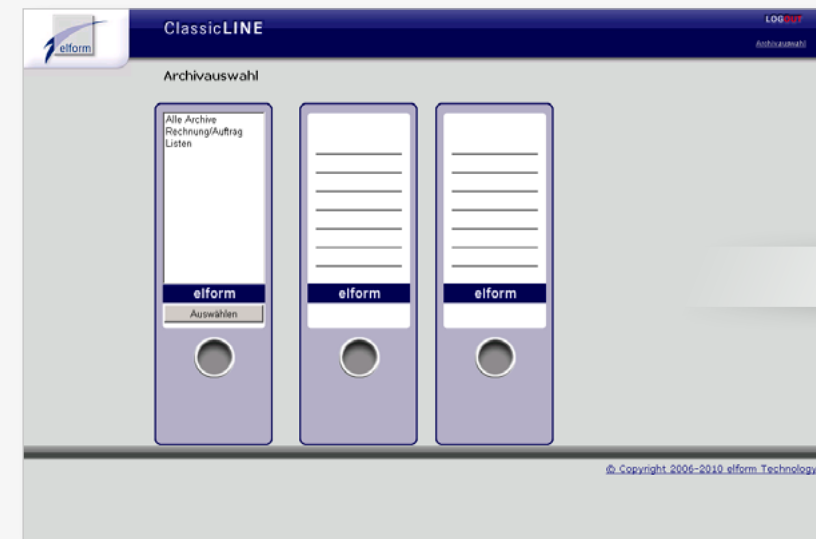 elform
ClassicLINE
LOGOUT
Archivauswahl
Archivauswahl
Alle Archive
Rechnung/Auftrag
Listen
elform
elform
elform
Auswählen
© Copyright 2006-2010 elform Technology